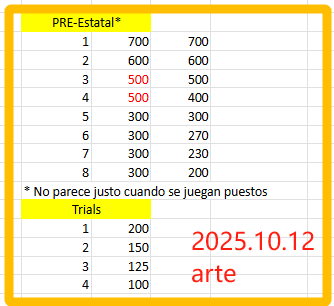 PRE-Estatal*
1 700 700
2 600 600
3 500 500
4 500 400
5 300 300
6 300 270
7 300 230
8 300 200
* No parece justo cuando se juegan puestos
Trials
1 200
2 150
3 125
4 100
2025.10.12
arte